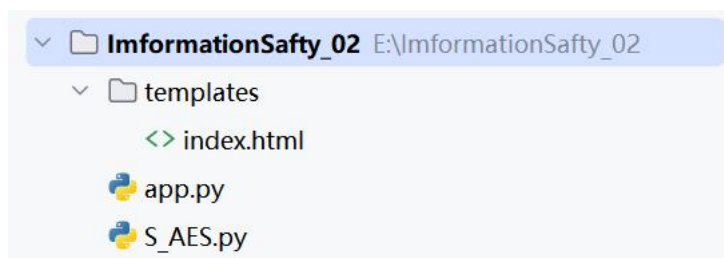 ImformationSafty_02 E:\ImformationSafty_02
templates
<> index.html
app.py
S_AES.py